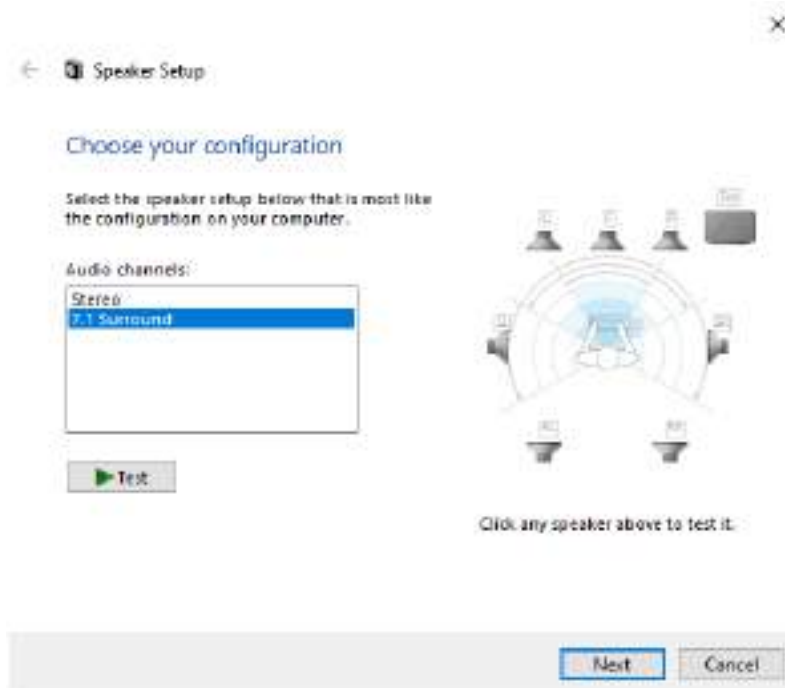 Speaker Setup
Choose your configuration
Select the speaker setup below that is most like
the configuration on your computer.
Audio channels:
Stereo
7.1 Surround
Test
Click any speaker above to test it.
Next
Cancel